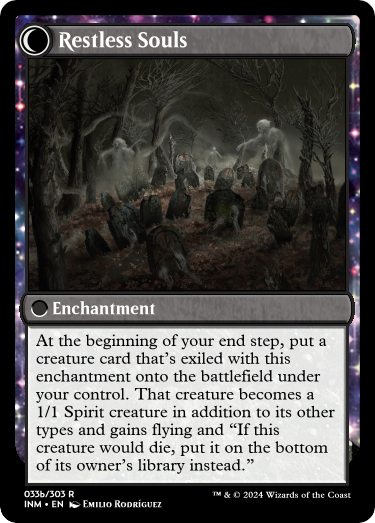 Restless Souls
Enchantment
At the beginning of your end step, put a
creature card that's exiled with this
enchantment onto the battlefield under
your control. That creature becomes a
1/1 Spirit creature in addition to its other
types and gains flying and “If this
creature would die, put it on the bottom
of its owner's library instead.”
033b/303 R
INM • EN Emilio Rodríguez
™ & © 2024 Wizards of the Coast